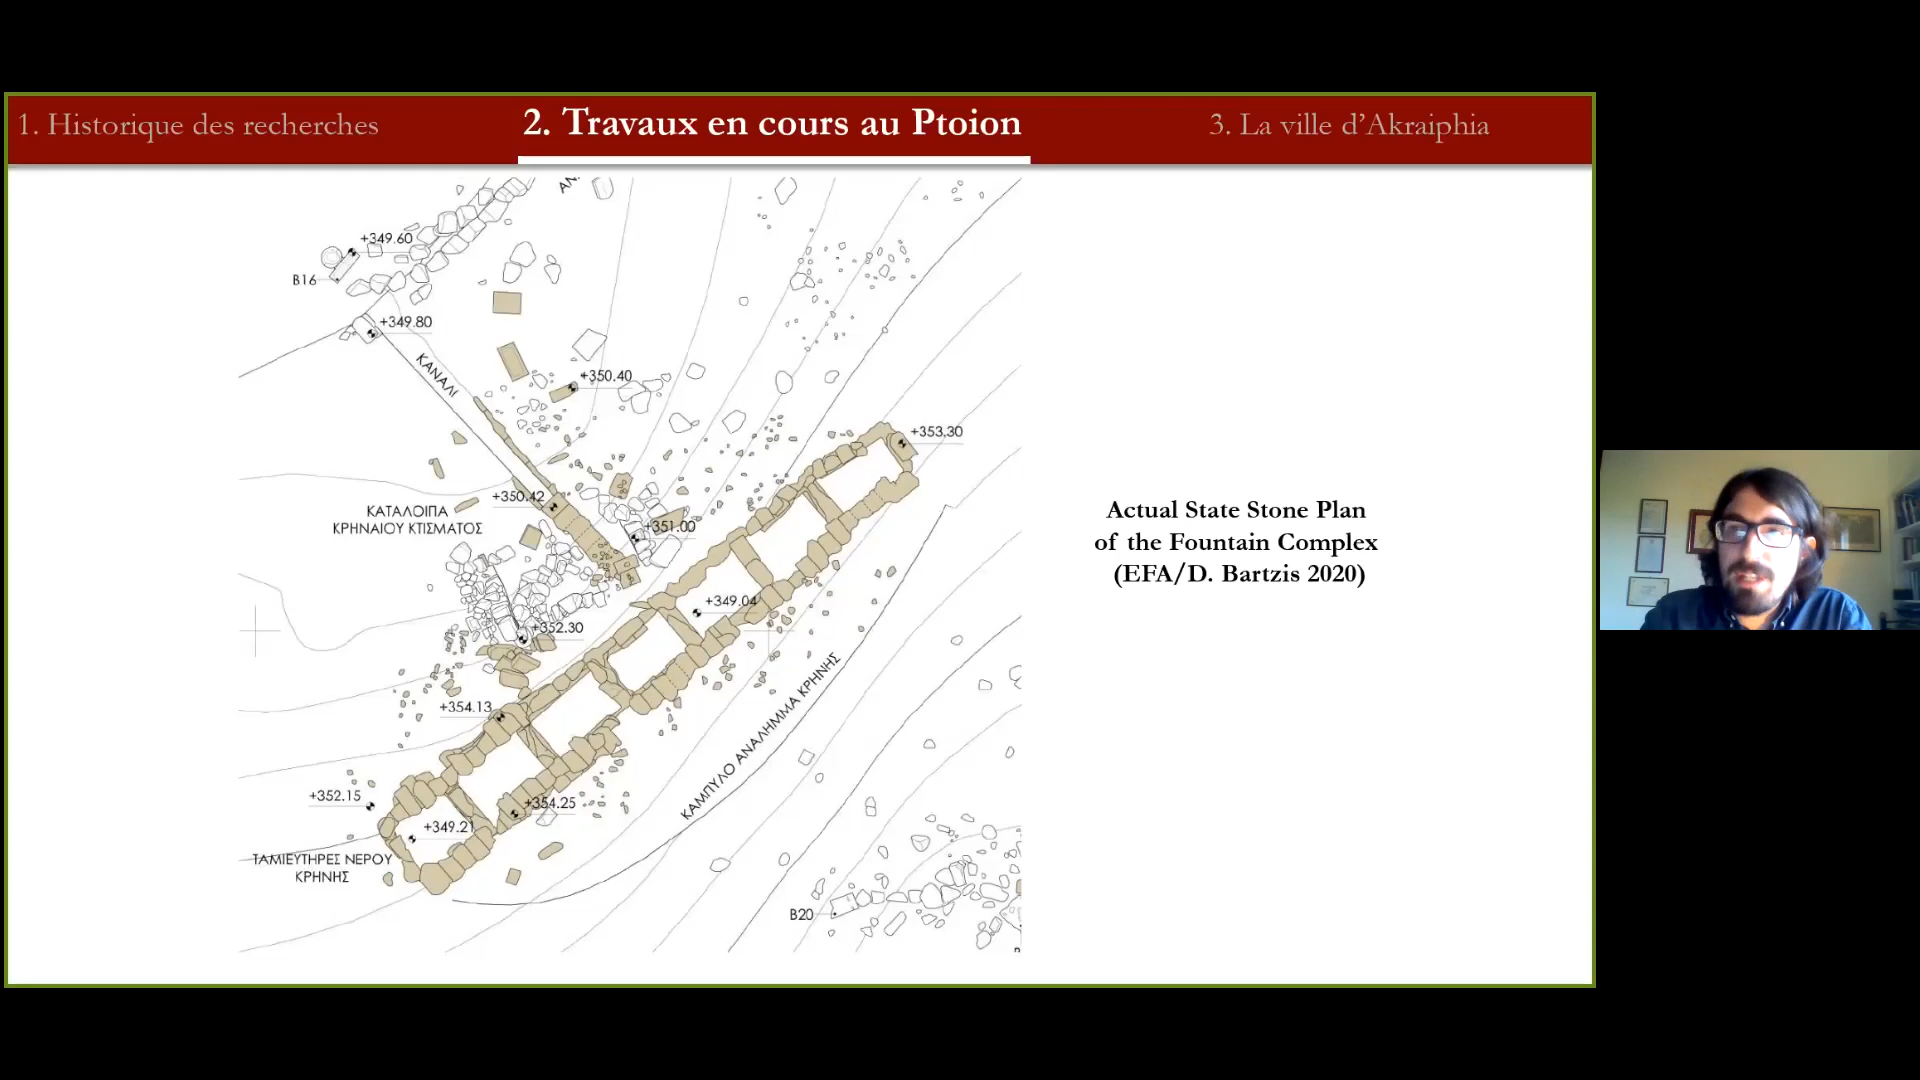 1. Historique des recherches
2. Travaux en cours au Ptoion
3. La ville d’Akraiphia
+349.60
B16
+349.80
ΚΑΝΑΛΙ
+350.40
+353.30
+350.42
ΚΑΤΑΛΟΙΠΑ
ΚΡΗΝΑΙΟΥ ΚΤΙΣΜΑΤΟΣ
+351.00
+349.04
+352.30
+354.13
ΚΑΜΠΥΛΟ ΑΝΑΛΗΜΜΑ ΚΡΗΝΗΣ
+352.15
+354.25
+349.21
ΤΑΜΙΕΥΤΗΡΕΣ ΝΕΡΟΥ
ΚΡΗΝΗΣ
B20
Actual State Stone Plan
of the Fountain Complex
(EFA/D. Bartzis 2020)